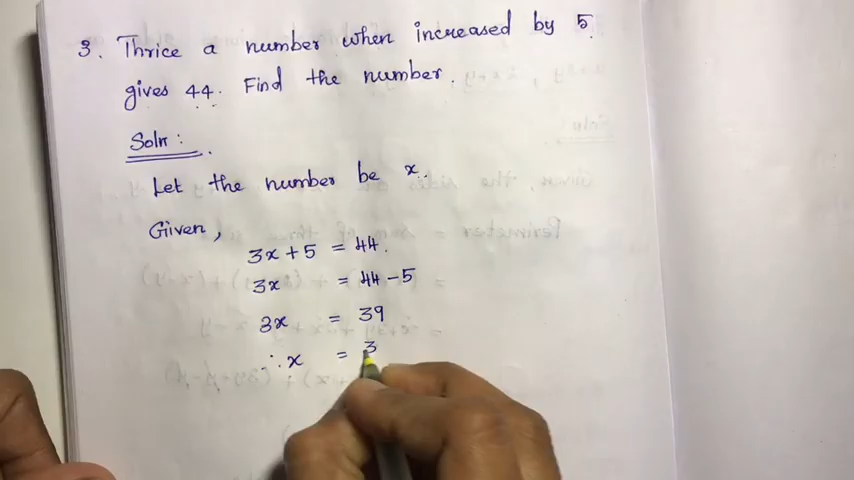 3. Thrice a number when increased by 5
gives 44. Find the number.
Soln:
Let the number be x.
Given,
3x + 5 = 44.
3x = 44 - 5
3x = 39
∴ x = 3